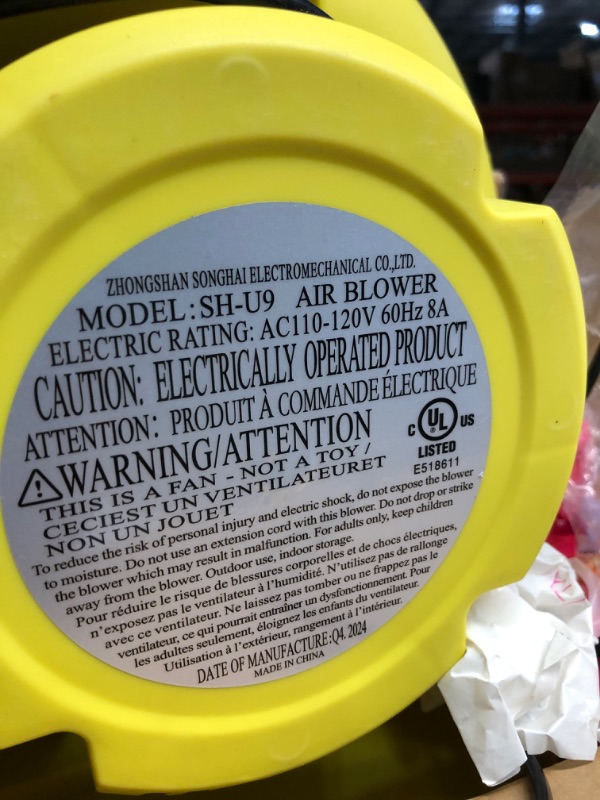 ZHONGSHAN SONGHAI ELECTROMECHANICAL CO.,LTD.
MODEL:SH-U9 AIR BLOWER
ELECTRIC RATING: AC110-120V 60Hz 8A
CAUTION: ELECTRICALLY OPERATED PRODUCT
ATTENTION: PRODUIT À COMMANDE ÉLECTRIQUE
WARNING/ATTENTION
THIS IS A FAN - NOT A TOY /
CECIEST UN VENTILATEURET
NON UN JOUET
C UL US
LISTED
E518611
To reduce the risk of personal injury and electric shock, do not expose the blower
to moisture. Do not use an extension cord with this blower. Do not drop or strike
the blower which may result in malfunction. For adults only, keep children
away from the blower. Outdoor use, indoor storage.
Pour réduire le risque de blessures corporelles et de chocs électriques,
n'exposez pas le ventilateur à l'humidité. N'utilisez pas de rallonge
avec ce ventilateur. Ne laissez pas tomber ou ne frappez pas le
ventilateur, ce qui pourrait entraîner un dysfonctionnement. Pour
les adultes seulement, éloignez les enfants du ventilateur.
Utilisation à l'extérieur, rangement à l'intérieur.
DATE OF MANUFACTURE:Q4. 2024
MADE IN CHINA